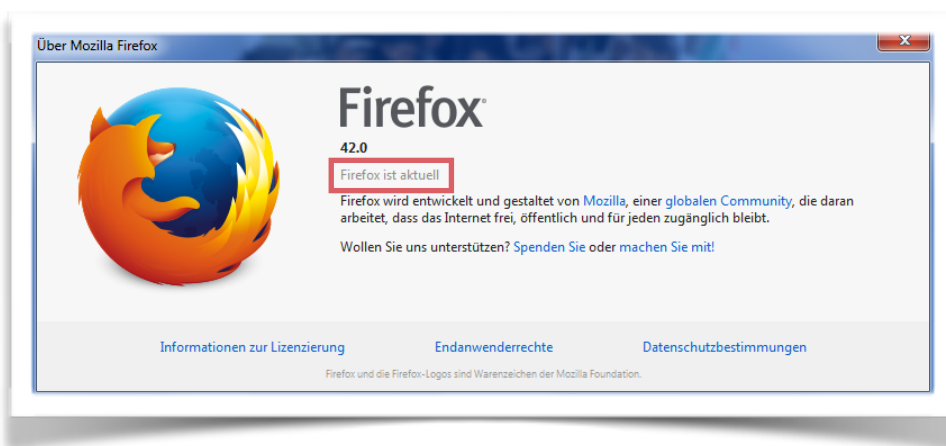 Über Mozilla Firefox
Firefox
42.0
Firefox ist aktuell
Firefox wird entwickelt und gestaltet von Mozilla, einer globalen Community, die daran
arbeitet, dass das Internet frei, öffentlich und für jeden zugänglich bleibt.
Wollen Sie uns unterstützen? Spenden Sie oder machen Sie mit!
Informationen zur Lizenzierung Endanwenderrechte Datenschutzbestimmungen
Firefox und die Firefox-Logos sind Warenzeichen der Mozilla Foundation.